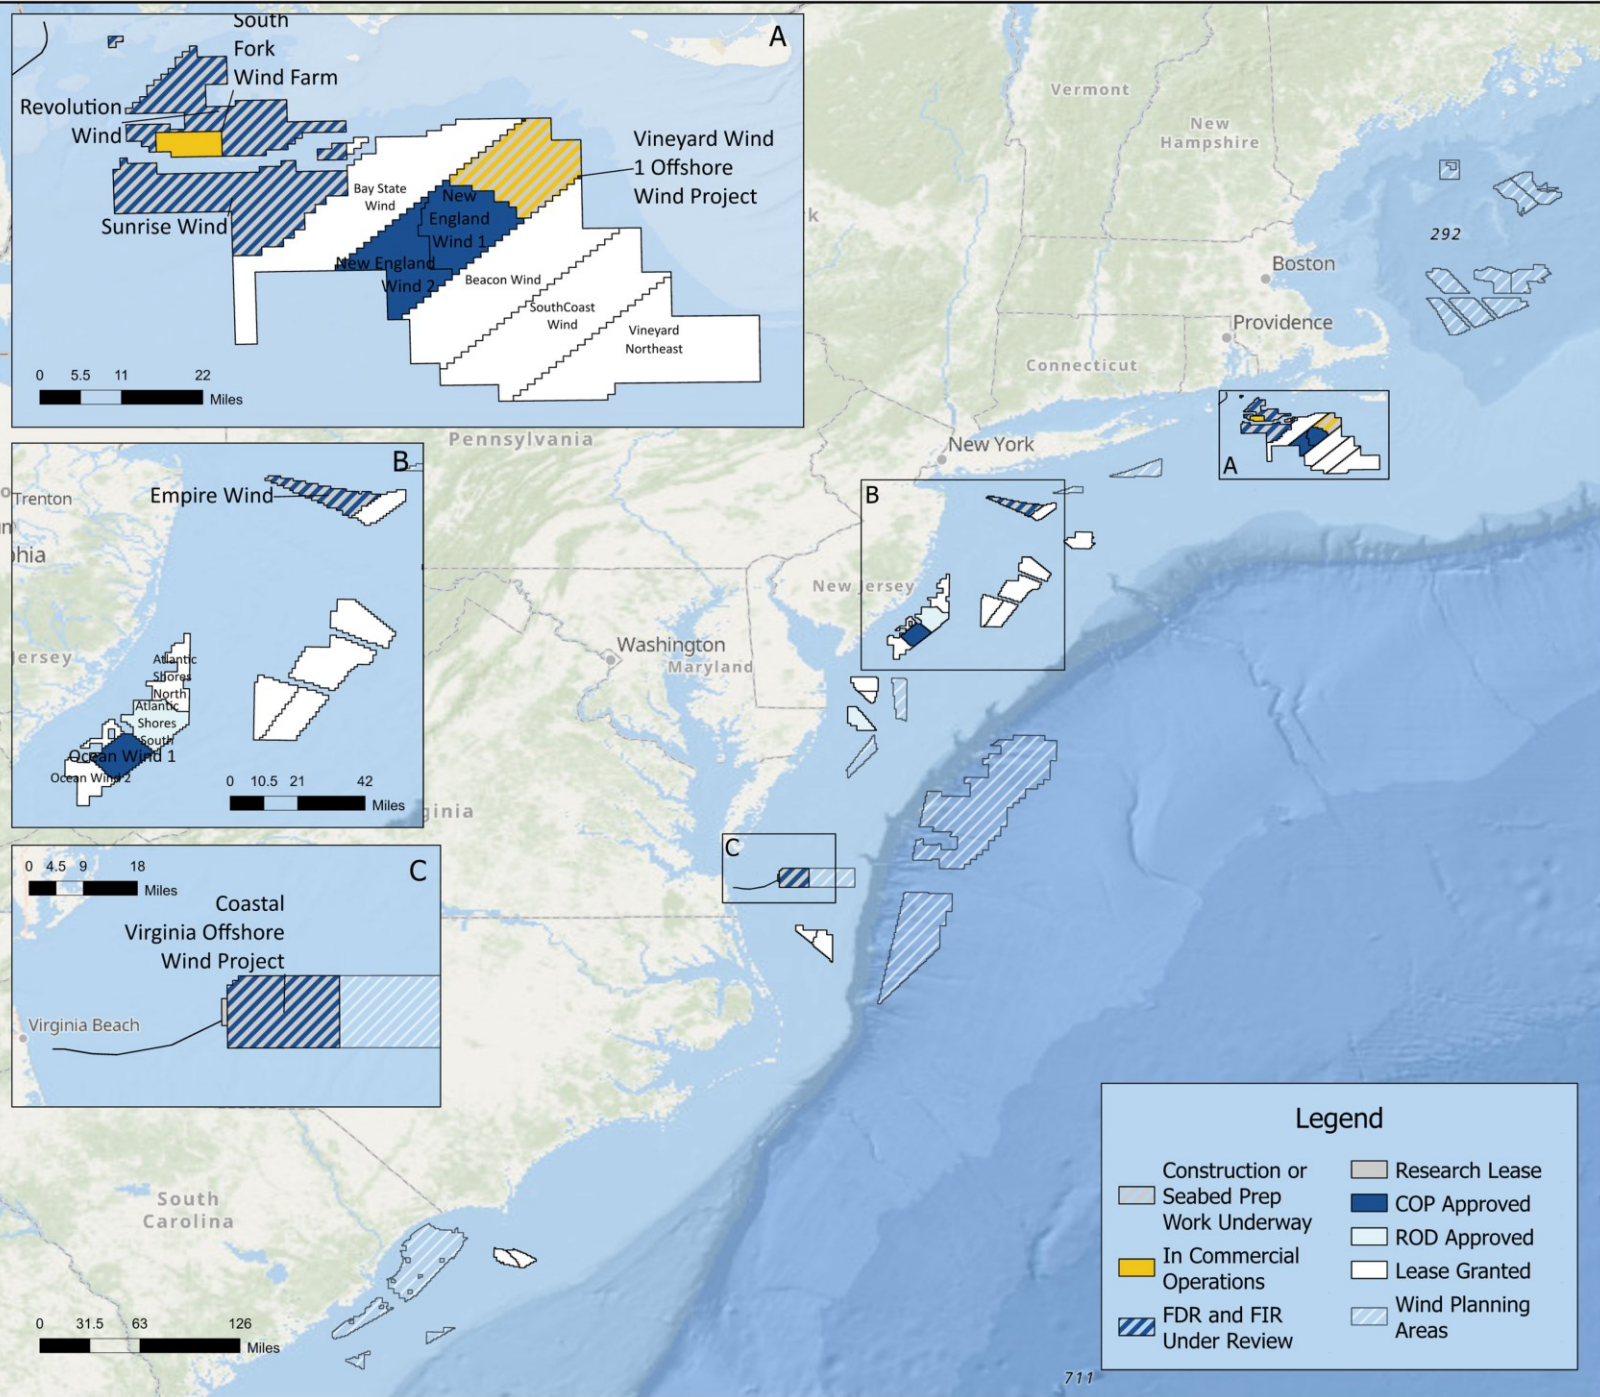 A
South
Fork
Wind Farm
Revolution
Wind
Sunrise Wind
Bay State
Wind
New
England
Wind 1
New England
Wind 2
Beacon Wind
SouthCoast
Wind
Vineyard
Northeast
Vineyard Wind
1 Offshore
Wind Project
0 5.5 11 22
Miles
B
Empire Wind
Trenton
phia
ersey
Atlantic
Shores
North
Atlantic
Shores
South
Ocean Wind 1
Ocean Wind 2
0 10.5 21 42
Miles
C
0 4.5 9 18
Miles
Coastal
Virginia Offshore
Wind Project
Virginia Beach
Vermont
New
Hampshire
k
292
Boston
Providence
Connecticut
A
Pennsylvania
New York
B
New Jersey
Washington
Maryland
ginia
C
South
Carolina
0 31.5 63 126
Miles
711
Legend
Construction or
Seabed Prep
Work Underway
In Commercial
Operations
FDR and FIR
Under Review
Research Lease
COP Approved
ROD Approved
Lease Granted
Wind Planning
Areas